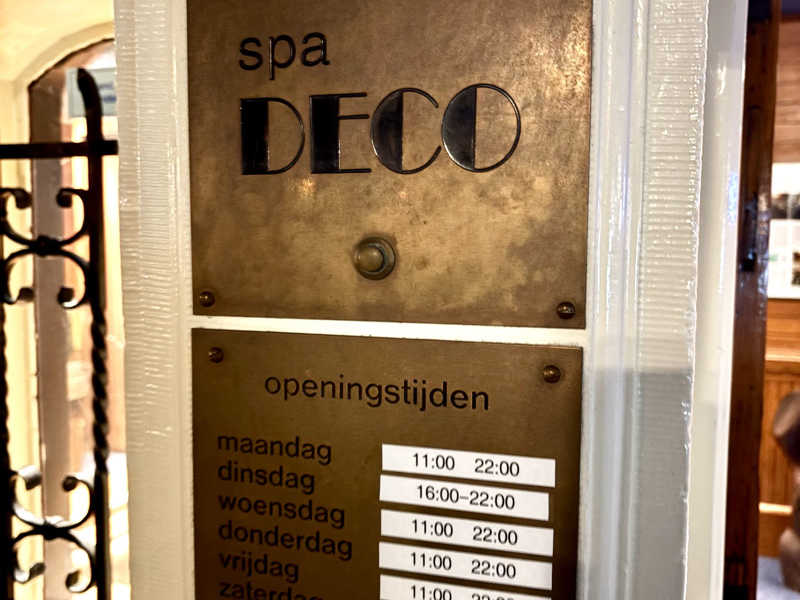 spa
DECO
openingstijden
maandag 11:00 22:00
dinsdag 16:00-22:00
woensdag 11:00 22:00
donderdag 11:00 22:00
vrijdag 11:00 22:00
zaterdag